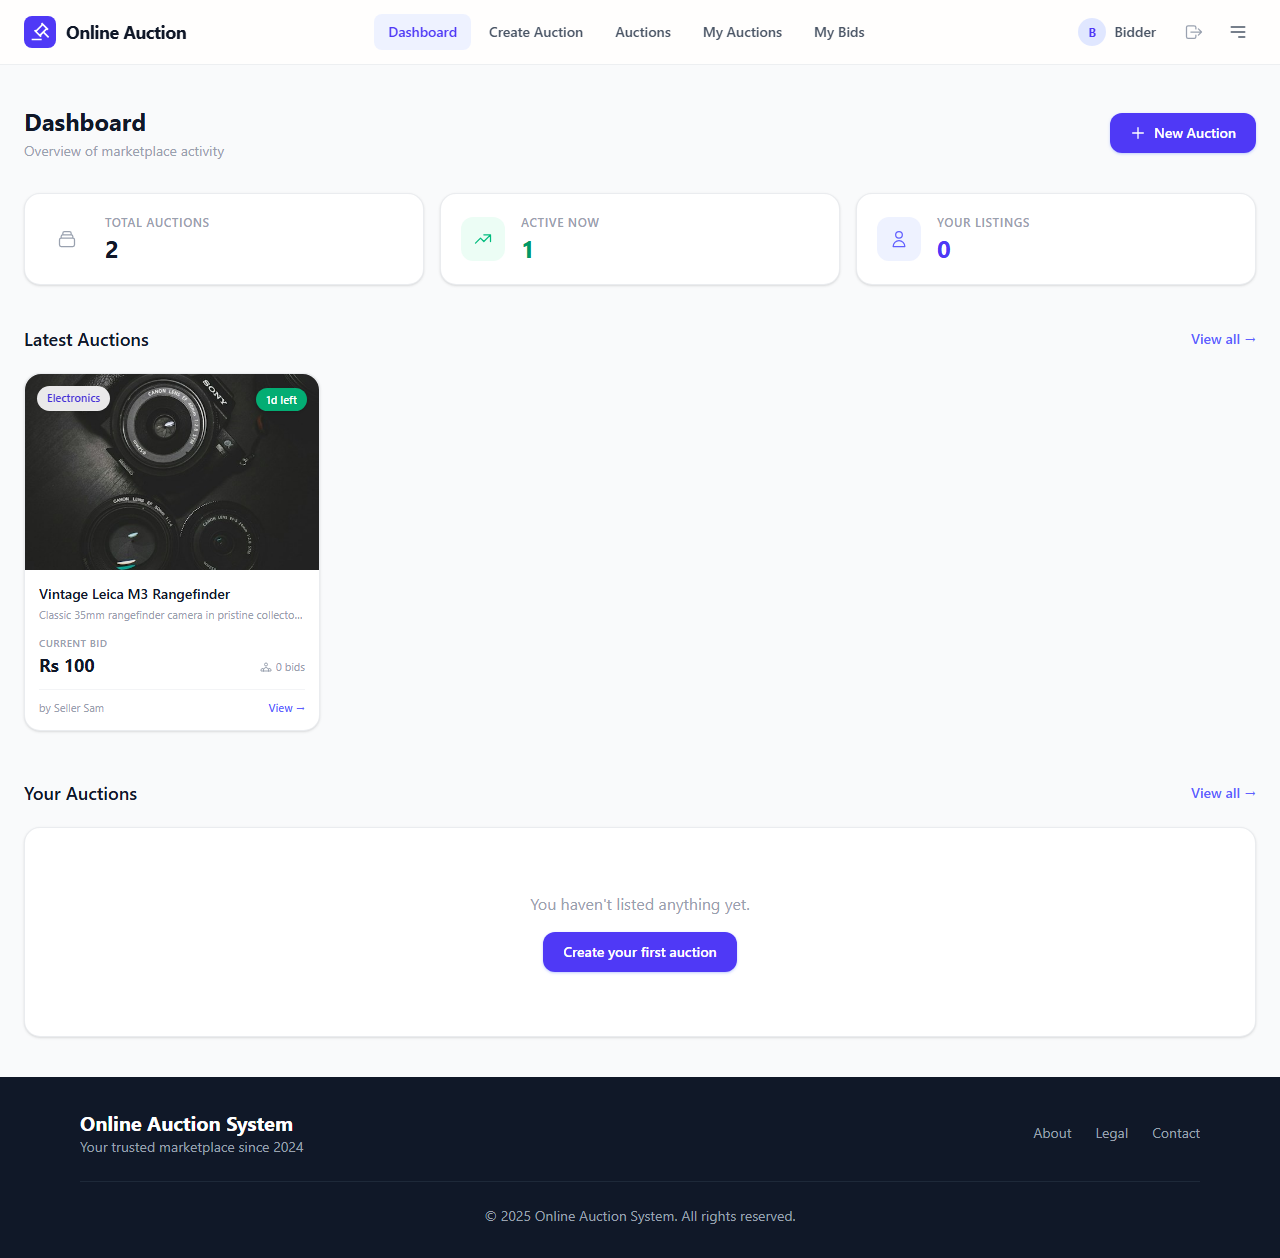 Online Auction
Dashboard
Create Auction
Auctions
My Auctions
My Bids
B
Bidder
Dashboard
Overview of marketplace activity
New Auction
TOTAL AUCTIONS
2
ACTIVE NOW
1
YOUR LISTINGS
0
Latest Auctions
View all →
Electronics
1d left
SONY
Vintage Leica M3 Rangefinder
Classic 35mm rangefinder camera in pristine collecto...
CURRENT BID
Rs 100
0 bids
by Seller Sam
View →
Your Auctions
View all →
You haven't listed anything yet.
Create your first auction
Online Auction System
Your trusted marketplace since 2024
About
Legal
Contact
© 2025 Online Auction System. All rights reserved.